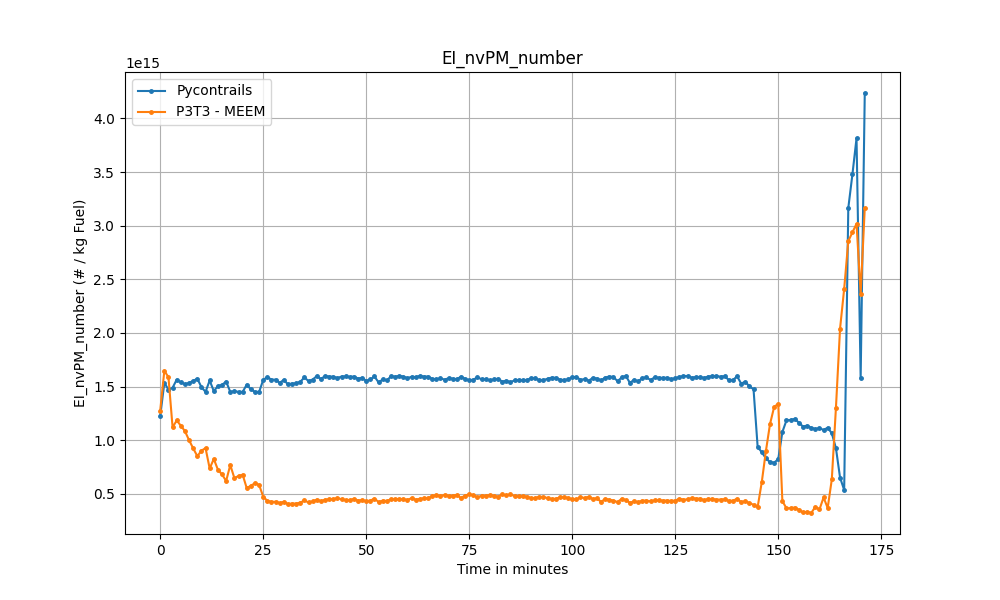 EI_nvPM_number
1e15
Pycontrails
P3T3 - MEEM
4.0
3.5
3.0
2.5
2.0
1.5
1.0
0.5
EI_nvPM_number (# / kg Fuel)
0 25 50 75 100 125 150 175
Time in minutes